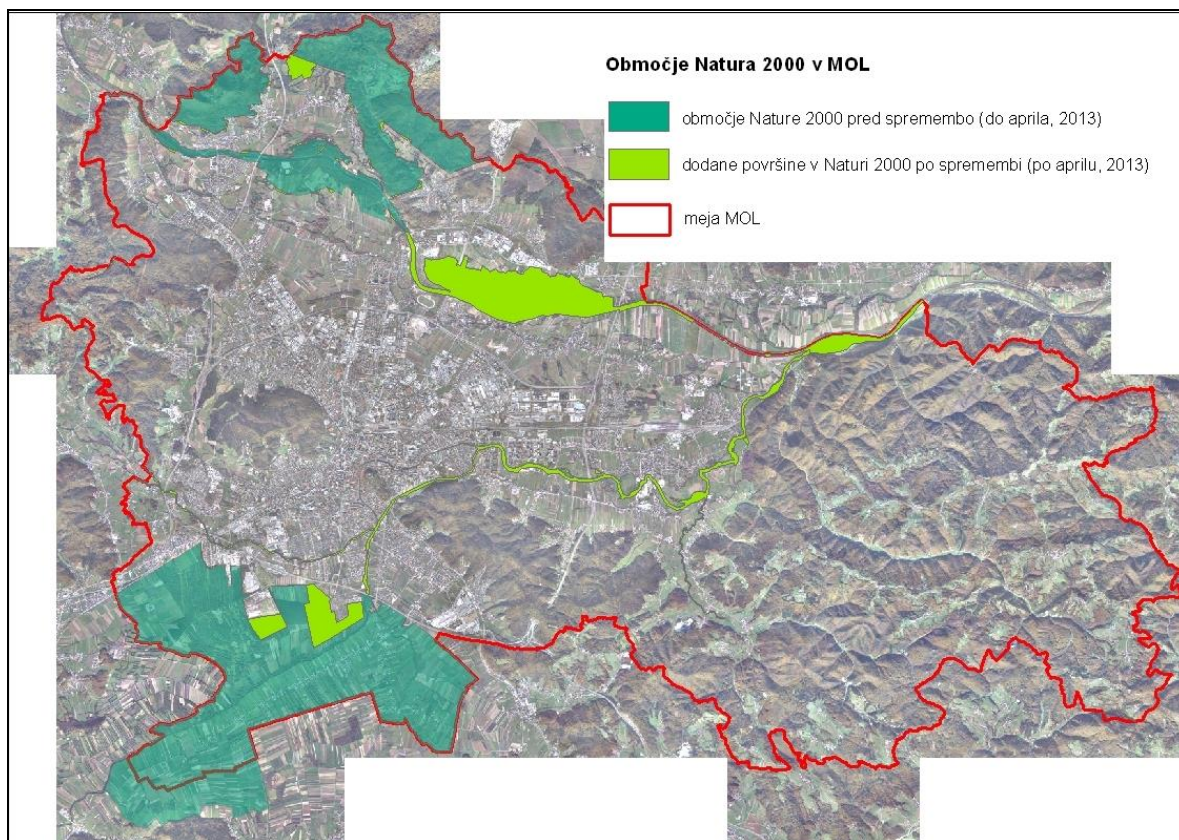 Območje Natura 2000 v MOL
območje Nature 2000 pred spremembo (do aprila, 2013)
dodane površine v Naturi 2000 po spremembi (po aprilu, 2013)
meja MOL